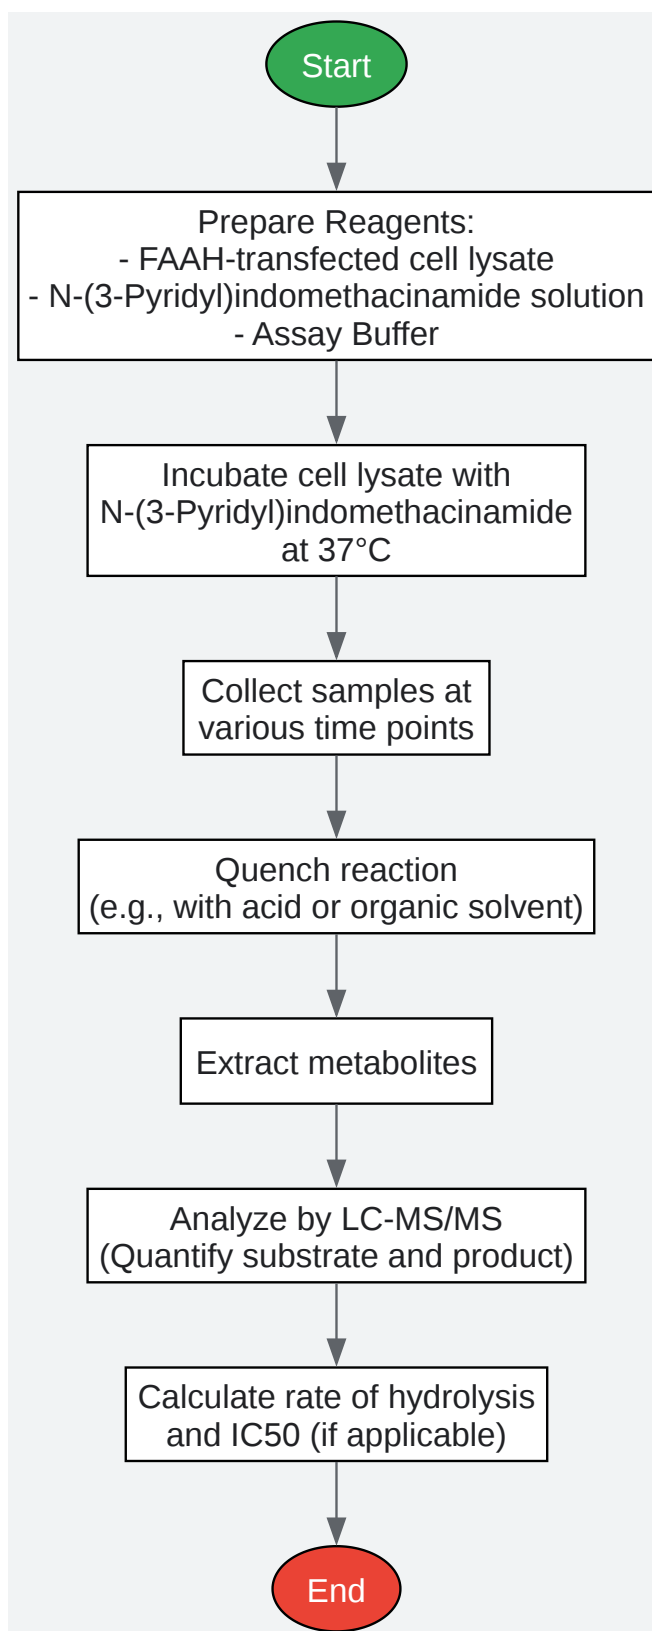 Start
Prepare Reagents:
- FAAH-transfected cell lysate
- N-(3-Pyridyl)indomethacinamide solution
- Assay Buffer
Incubate cell lysate with
N-(3-Pyridyl)indomethacinamide
at 37°C
Collect samples at
various time points
Quench reaction
(e.g., with acid or organic solvent)
Extract metabolites
Analyze by LC-MS/MS
(Quantify substrate and product)
Calculate rate of hydrolysis
and IC50 (if applicable)
End